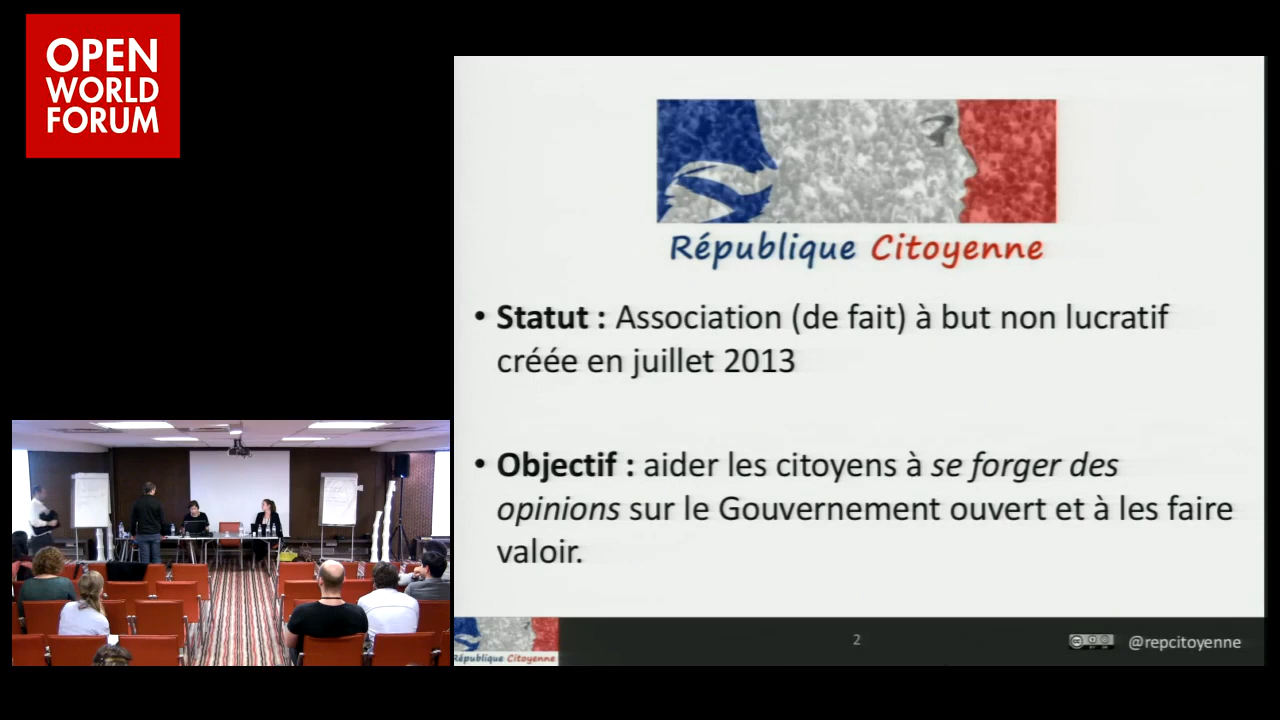 OPEN
WORLD
FORUM
République Citoyenne
• Statut : Association (de fait) à but non lucratif
créée en juillet 2013
• Objectif : aider les citoyens à se forger des
opinions sur le Gouvernement ouvert et à les faire
valoir.
République Citoyenne
2
@repcitoyenne